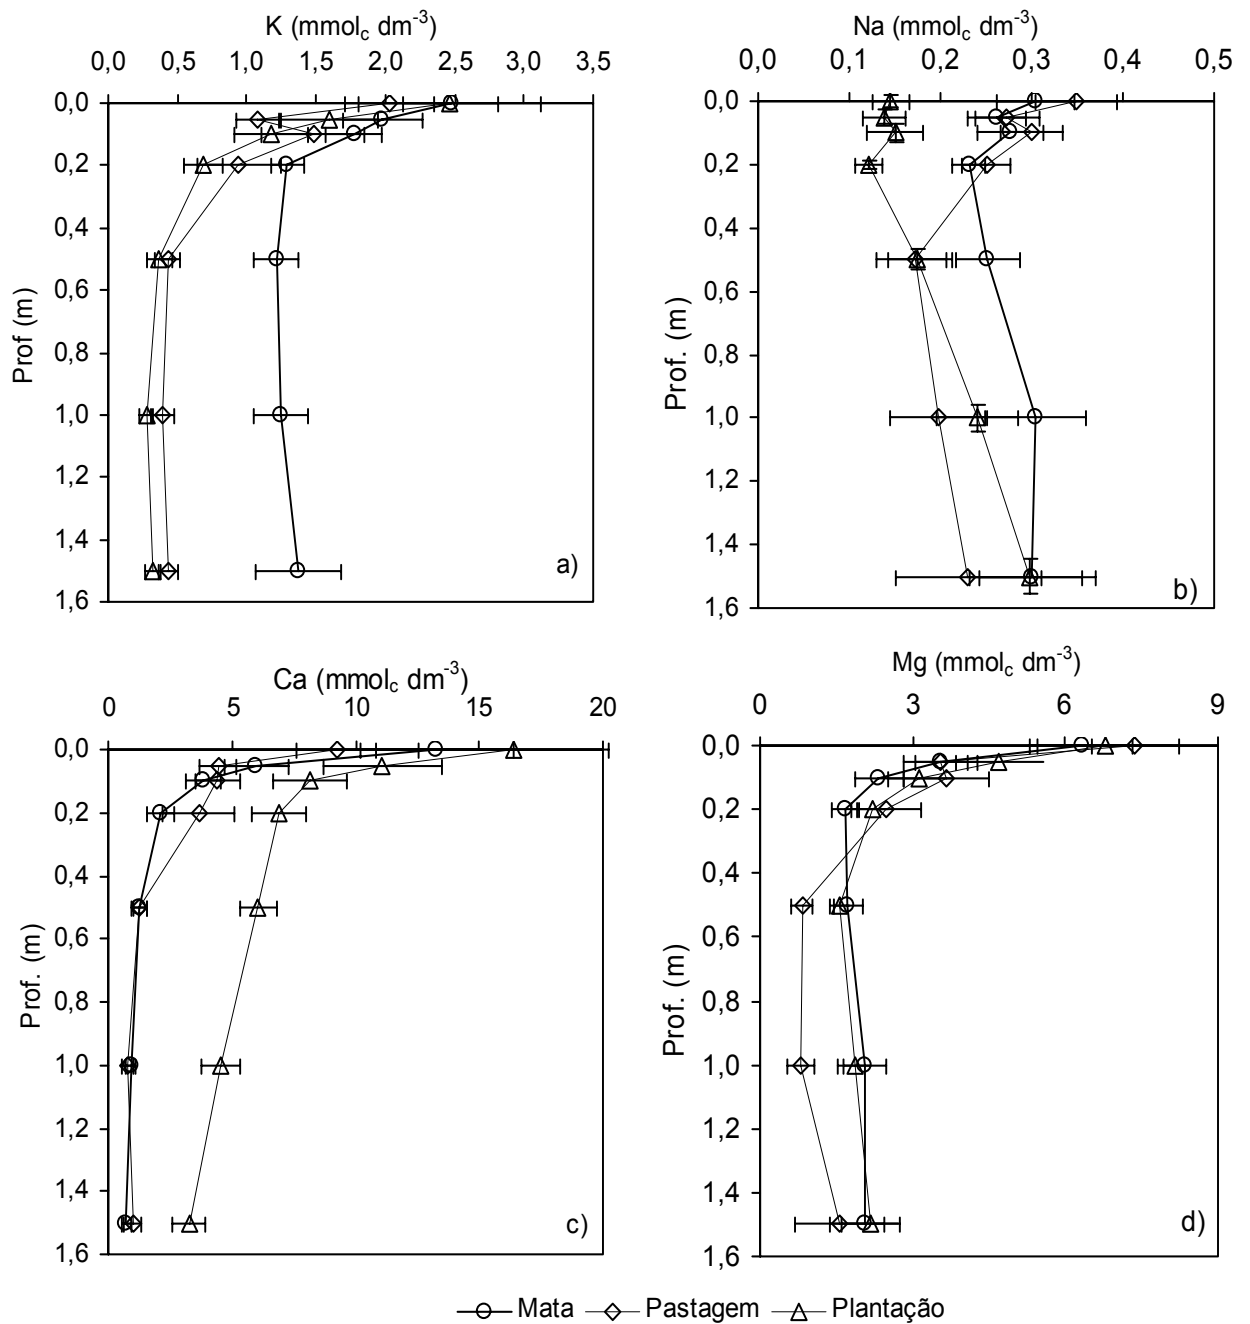 K (mmolc dm-3)
0,0 0,5 1,0 1,5 2,0 2,5 3,0 3,5
0,0
0,2
0,4
0,6
0,8
1,0
1,2
1,4
1,6
Prof (m)
a)
Na (mmolc dm-3)
0,0 0,1 0,2 0,3 0,4 0,5
0,0
0,2
0,4
0,6
0,8
1,0
1,2
1,4
1,6
Prof. (m)
b)
Ca (mmolc dm-3)
0 5 10 15 20
0,0
0,2
0,4
0,6
0,8
1,0
1,2
1,4
1,6
Prof. (m)
c)
Mg (mmolc dm-3)
0 3 6 9
0,0
0,2
0,4
0,6
0,8
1,0
1,2
1,4
1,6
Prof. (m)
d)
Mata Pastagem Plantação